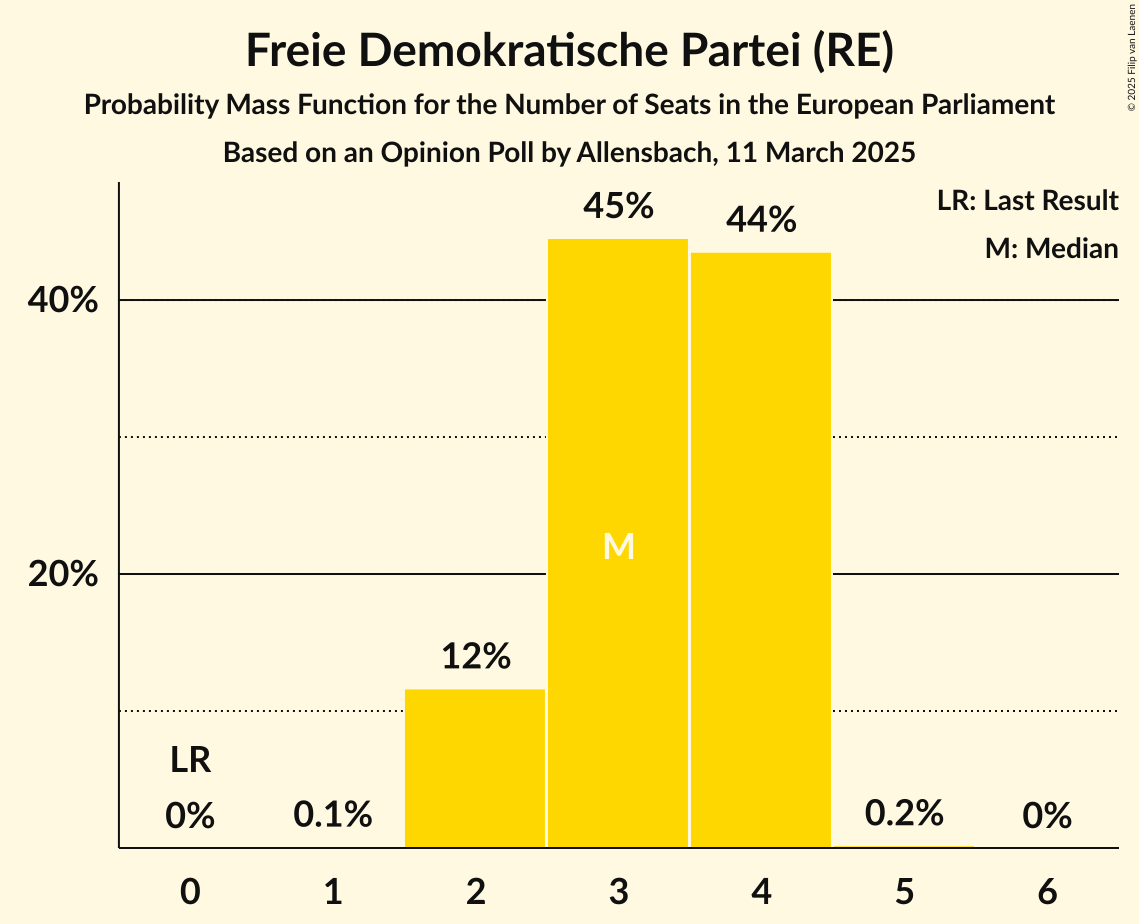 Freie Demokratische Partei (RE)
Probability Mass Function for the Number of Seats in the European Parliament
Based on an Opinion Poll by Allensbach, 11 March 2025
© 2025 Filip van Laenen
LR: Last Result
M: Median
45%
44%
40%
M
20%
12%
LR
0%
0.1%
0.2%
0%
0
1
2
3
4
5
6